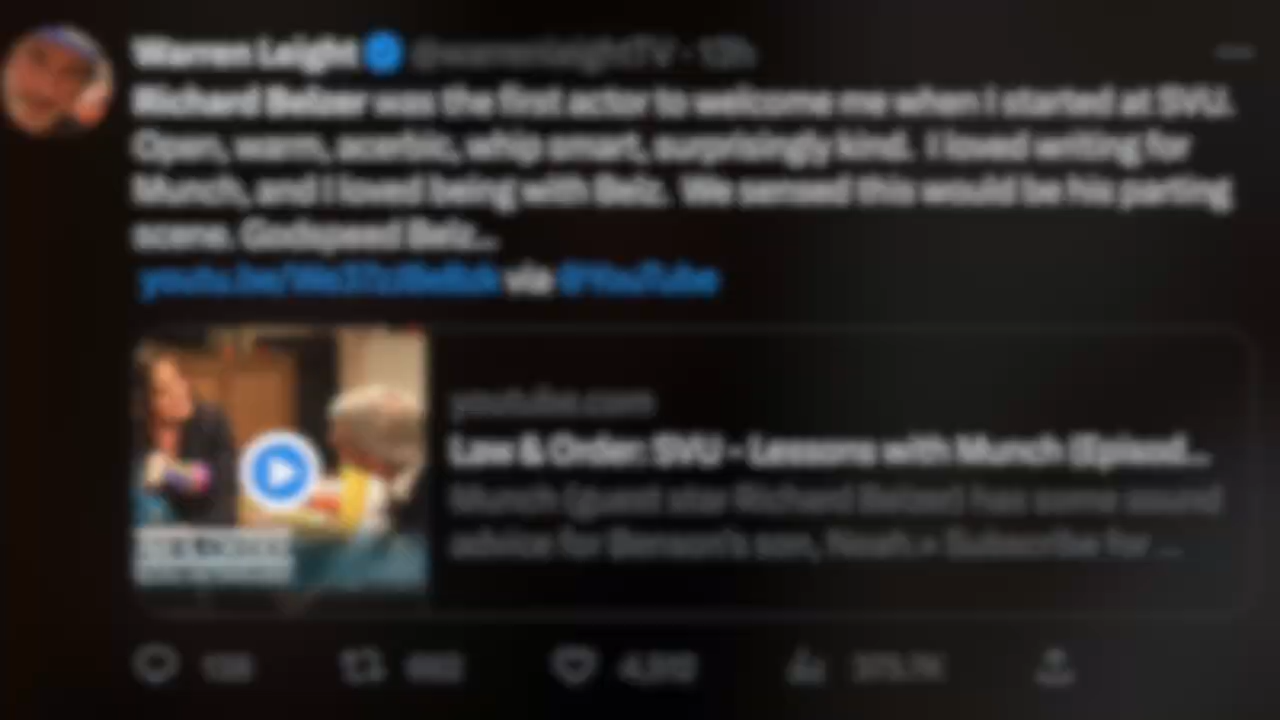 Warren Leight @warrenleightTV · 13h
Richard Belzer was the first actor to welcome me when I started at SVU.
Open, warm, acerbic, whip smart, surprisingly kind. I loved writing for
Munch, and I loved being with Belz. We sensed this would be his parting
scene. Godspeed Belz...
via @YouTube
youtube.com
Law & Order: SVU - Lessons with Munch (Episod...
Munch (guest star Richard Belzer) has some sound
advice for Benson's son, Noah.» Subscribe for ...